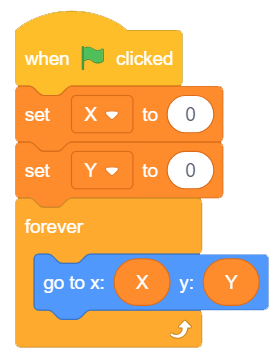 when clicked
set X to 0
set Y to 0
forever
go to x: X y: Y